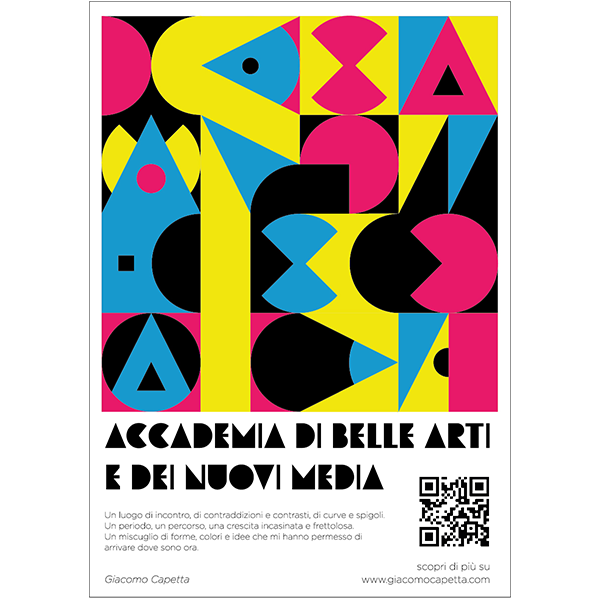 ACCADEMIA DI BELLE ARTI
E DEI NUOVI MEDIA
Un luogo di incontro, di contraddizioni e contrasti, di curve e spigoli.
Un periodo, un percorso, una crescita incasinata e frettolosa.
Un miscuglio di forme, colori e idee che mi hanno permesso di
arrivare dove sono ora.
scopri di più su
Giacomo Capetta
www.giacomocapetta.com